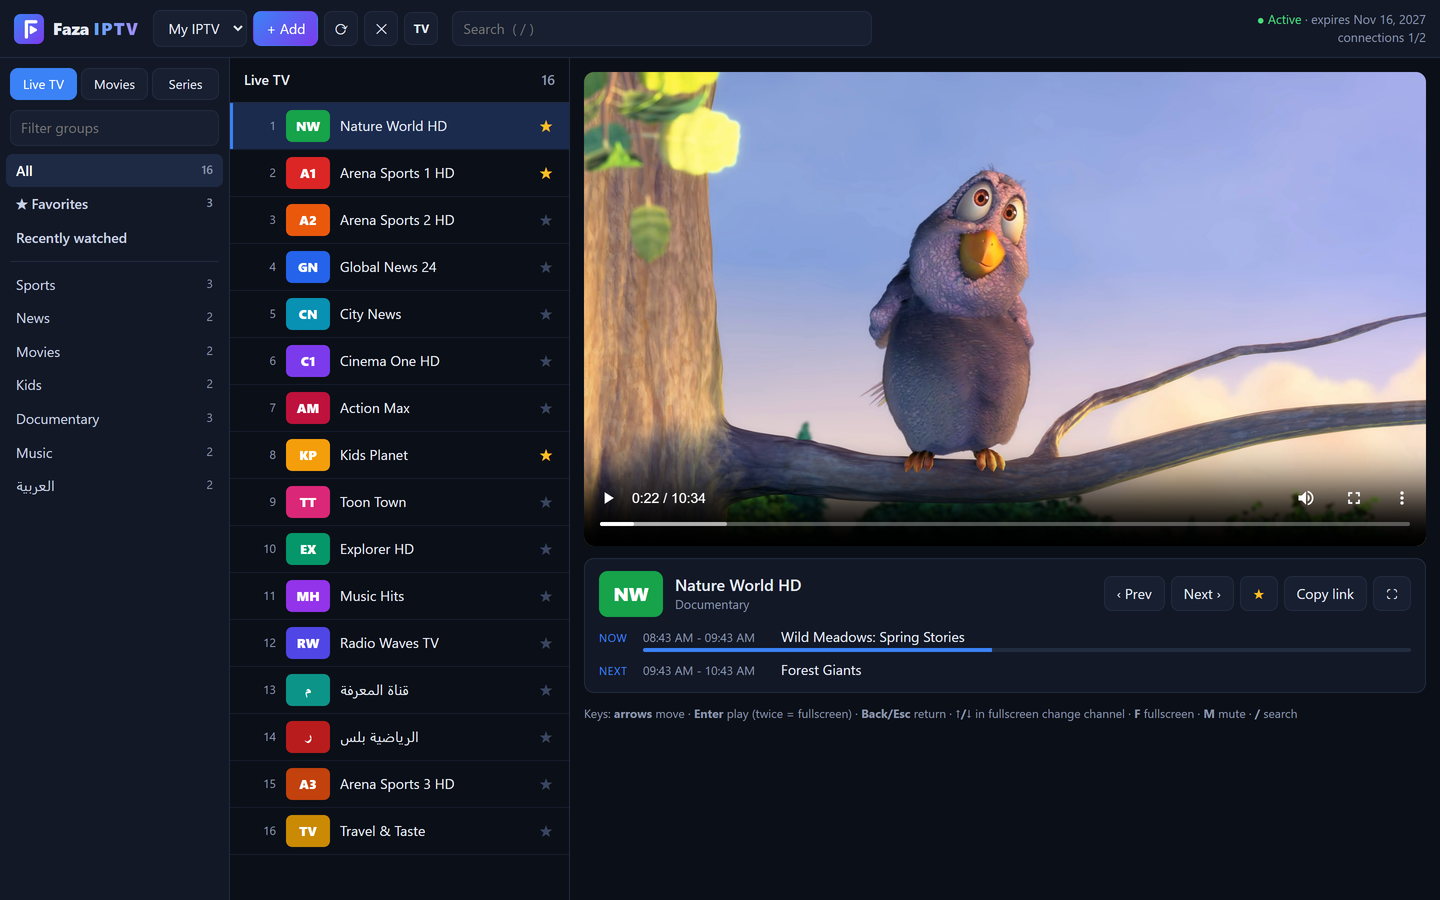 Faza IPTV
My IPTV
+ Add
TV
Search ( / )
● Active · expires Nov 16, 2027
connections 1/2
Live TV
Movies
Series
Filter groups
All 16
★ Favorites 3
Recently watched
Sports 3
News 2
Movies 2
Kids 2
Documentary 3
Music 2
العربية 2
Live TV 16
1 NW Nature World HD ★
2 A1 Arena Sports 1 HD ★
3 A2 Arena Sports 2 HD ★
4 GN Global News 24 ★
5 CN City News ★
6 C1 Cinema One HD ★
7 AM Action Max ★
8 KP Kids Planet ★
9 TT Toon Town ★
10 EX Explorer HD ★
11 MH Music Hits ★
12 RW Radio Waves TV ★
13 م قناة المعرفة ★
14 ر الرياضية بلس ★
15 A3 Arena Sports 3 HD ★
16 TV Travel & Taste ★
0:22 / 10:34
NW
Nature World HD
Documentary
‹ Prev
Next ›
★
Copy link
NOW 08:43 AM - 09:43 AM Wild Meadows: Spring Stories
NEXT 09:43 AM - 10:43 AM Forest Giants
Keys: arrows move · Enter play (twice = fullscreen) · Back/Esc return · ↑/↓ in fullscreen change channel · F fullscreen · M mute · / search